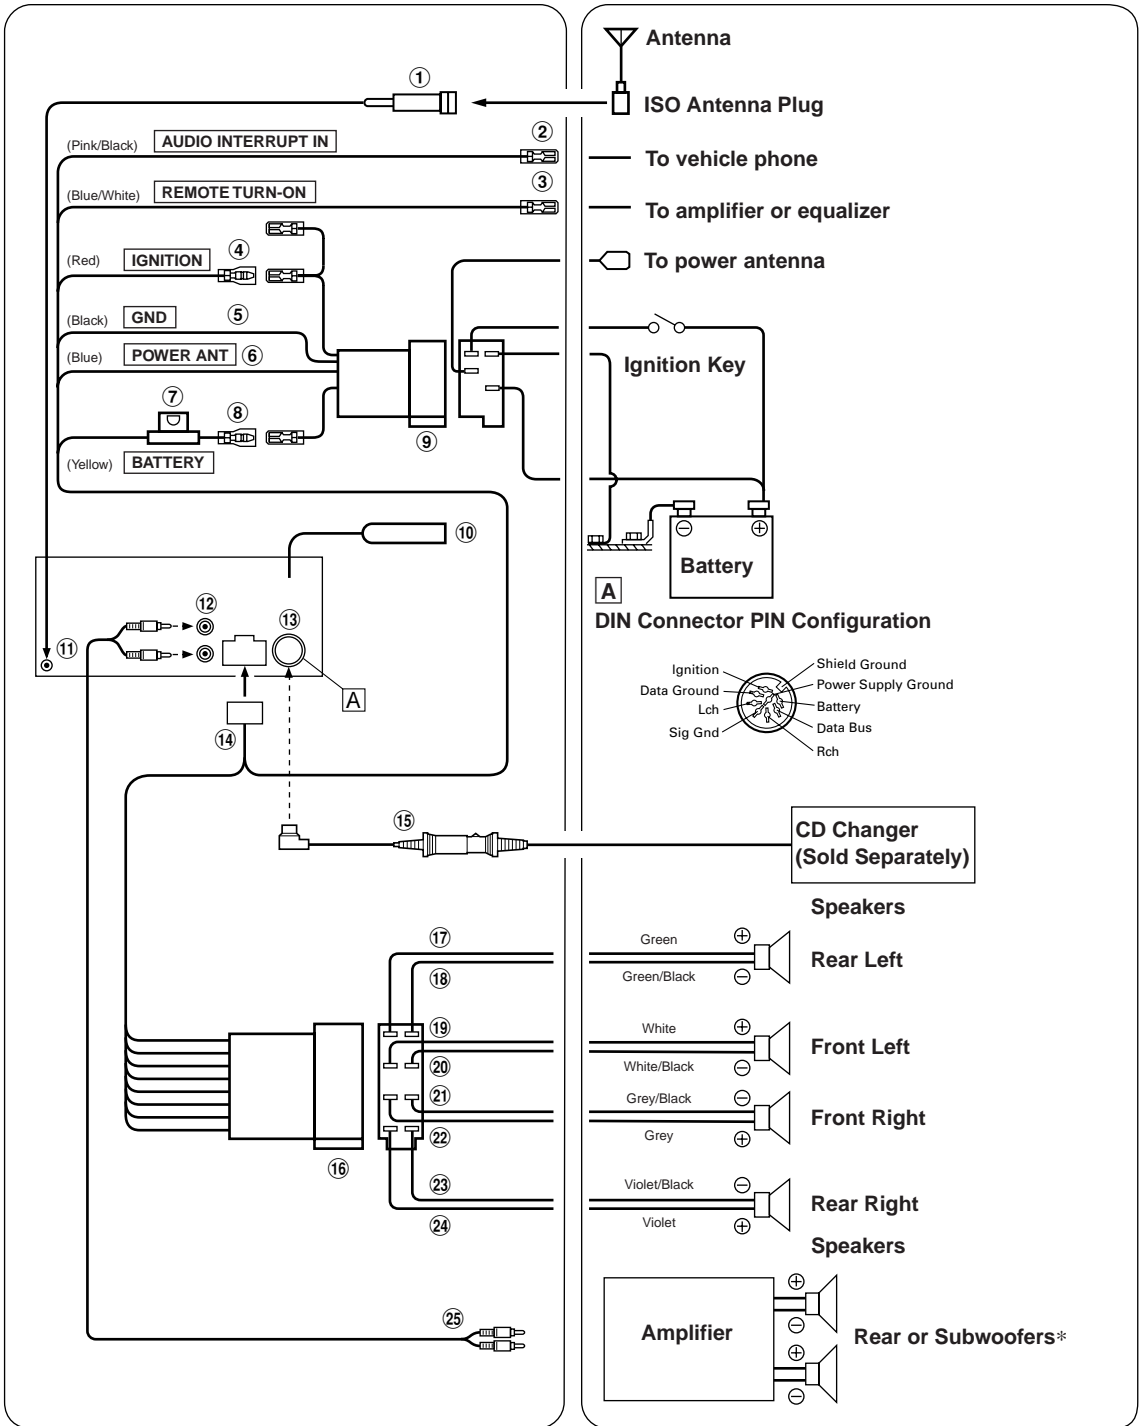 Antenna
①
ISO Antenna Plug
(Pink/Black) AUDIO INTERRUPT IN ② To vehicle phone
(Blue/White) REMOTE TURN-ON ③ To amplifier or equalizer
To power antenna
(Red) IGNITION ④
(Black) GND ⑤
(Blue) POWER ANT ⑥
Ignition Key
⑦ ⑧
(Yellow) BATTERY
⑨
⊖ ⊕
Battery
⑩
A
DIN Connector PIN Configuration
⑪ ⑫ ⑬
A
⑭
Ignition
Data Ground
Lch
Sig Gnd
Shield Ground
Power Supply Ground
Battery
Data Bus
Rch
⑮
CD Changer
(Sold Separately)
Speakers
⑰ Green ⊕
Rear Left
⑱ Green/Black ⊖
⑲ White ⊕
Front Left
⑳ White/Black ⊖
㉑ Grey/Black ⊖
Front Right
㉒ Grey ⊕
⑯
㉓ Violet/Black ⊖
Rear Right
㉔ Violet ⊕
Speakers
㉕
Amplifier
⊕
⊖
Rear or Subwoofers*
⊕
⊖